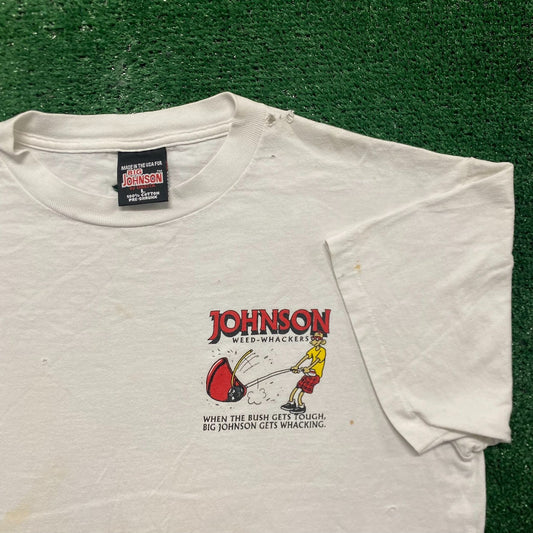 MADE IN THE USA FOR
BIG
JOHNSON
L
100% COTTON
PRE-SHRUNK
JOHNSON
WEED-WHACKERS
WHEN THE BUSH GETS TOUGH,
BIG JOHNSON GETS WHACKING.